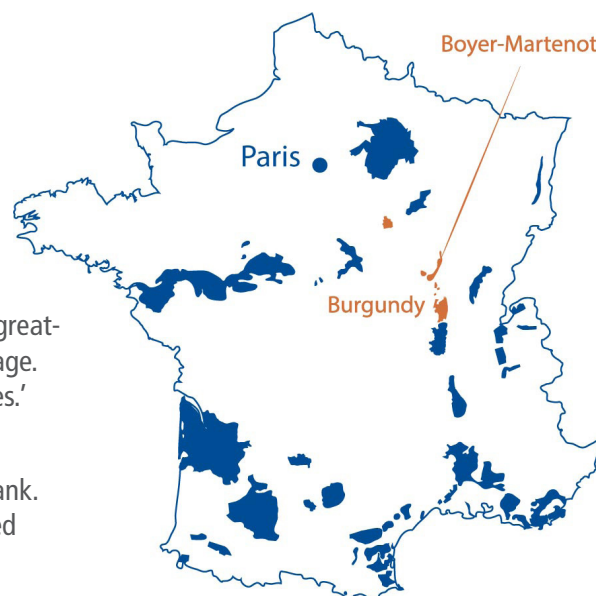 Boyer-Martenot
Paris
Burgundy
great-
age.
es.’
ank.
ed